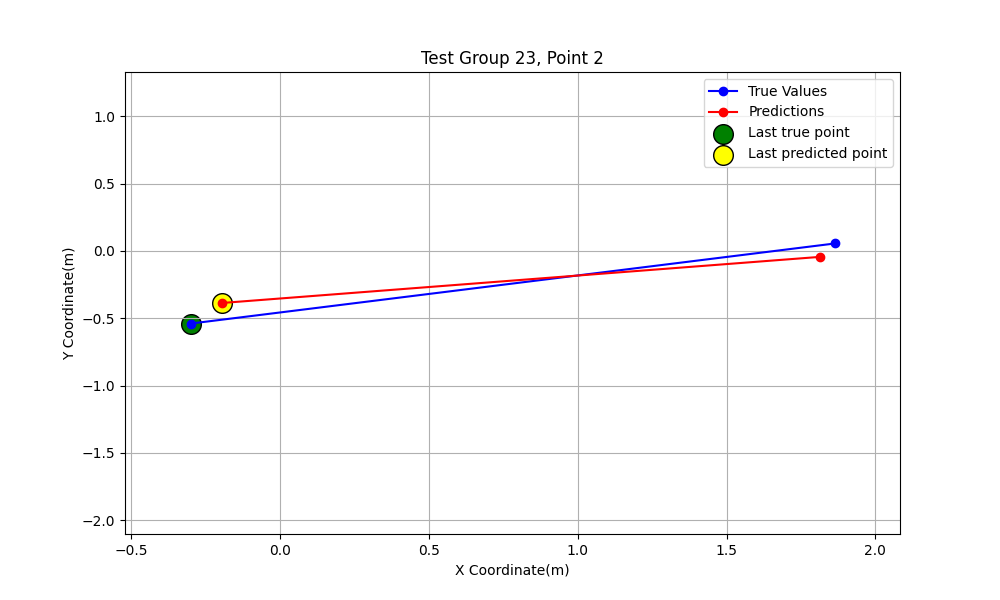 Test Group 23, Point 2
True Values
Predictions
Last true point
Last predicted point
1.0
0.5
0.0
−0.5
−1.0
−1.5
−2.0
Y Coordinate(m)
−0.5 0.0 0.5 1.0 1.5 2.0
X Coordinate(m)